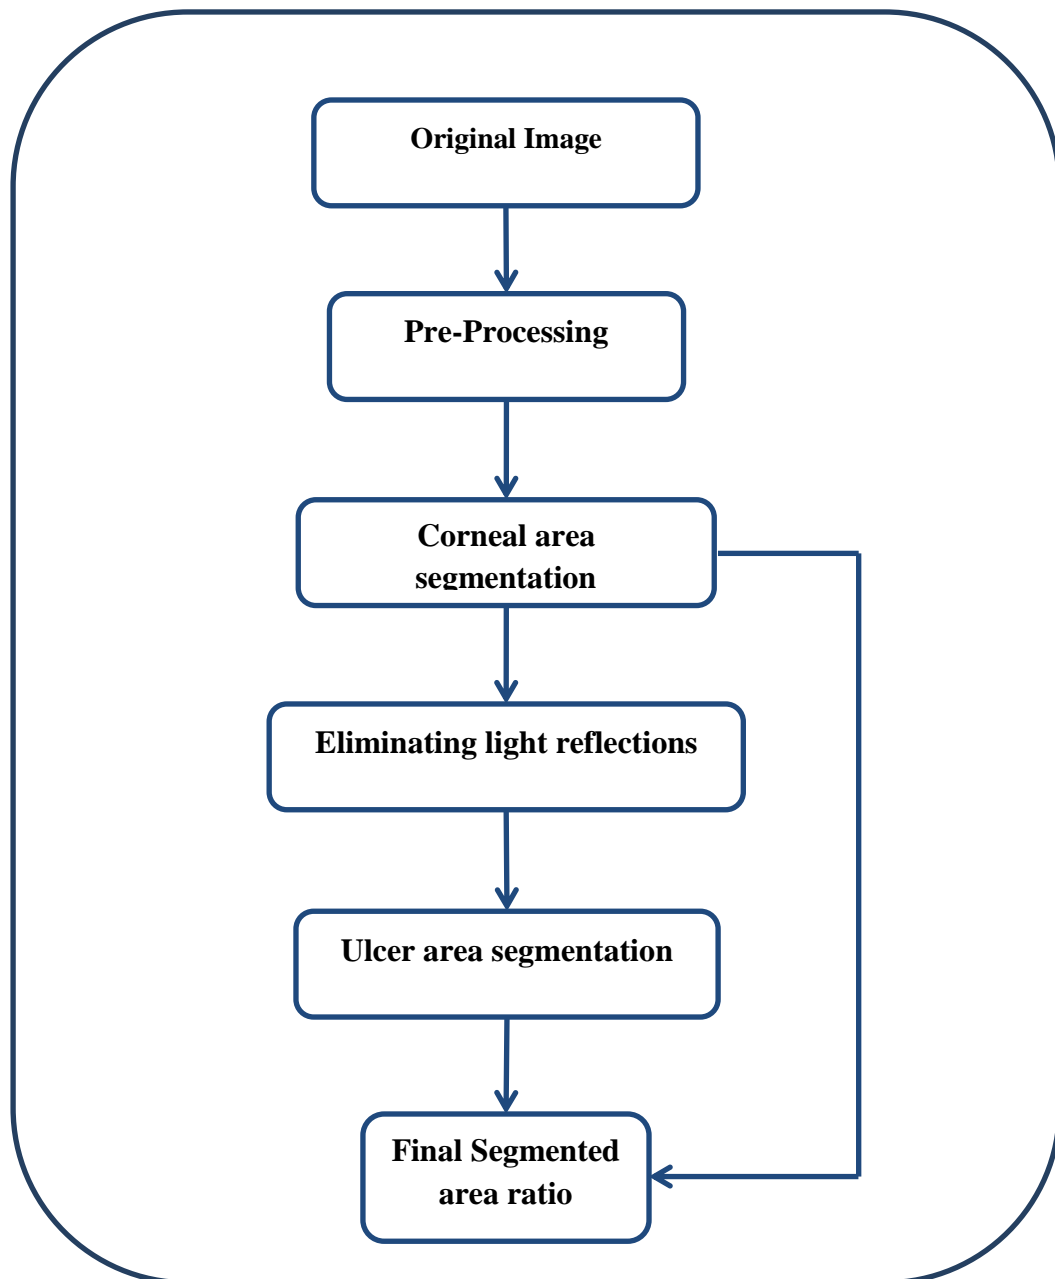 Original Image
Pre-Processing
Corneal area
segmentation
Eliminating light reflections
Ulcer area segmentation
Final Segmented
area ratio